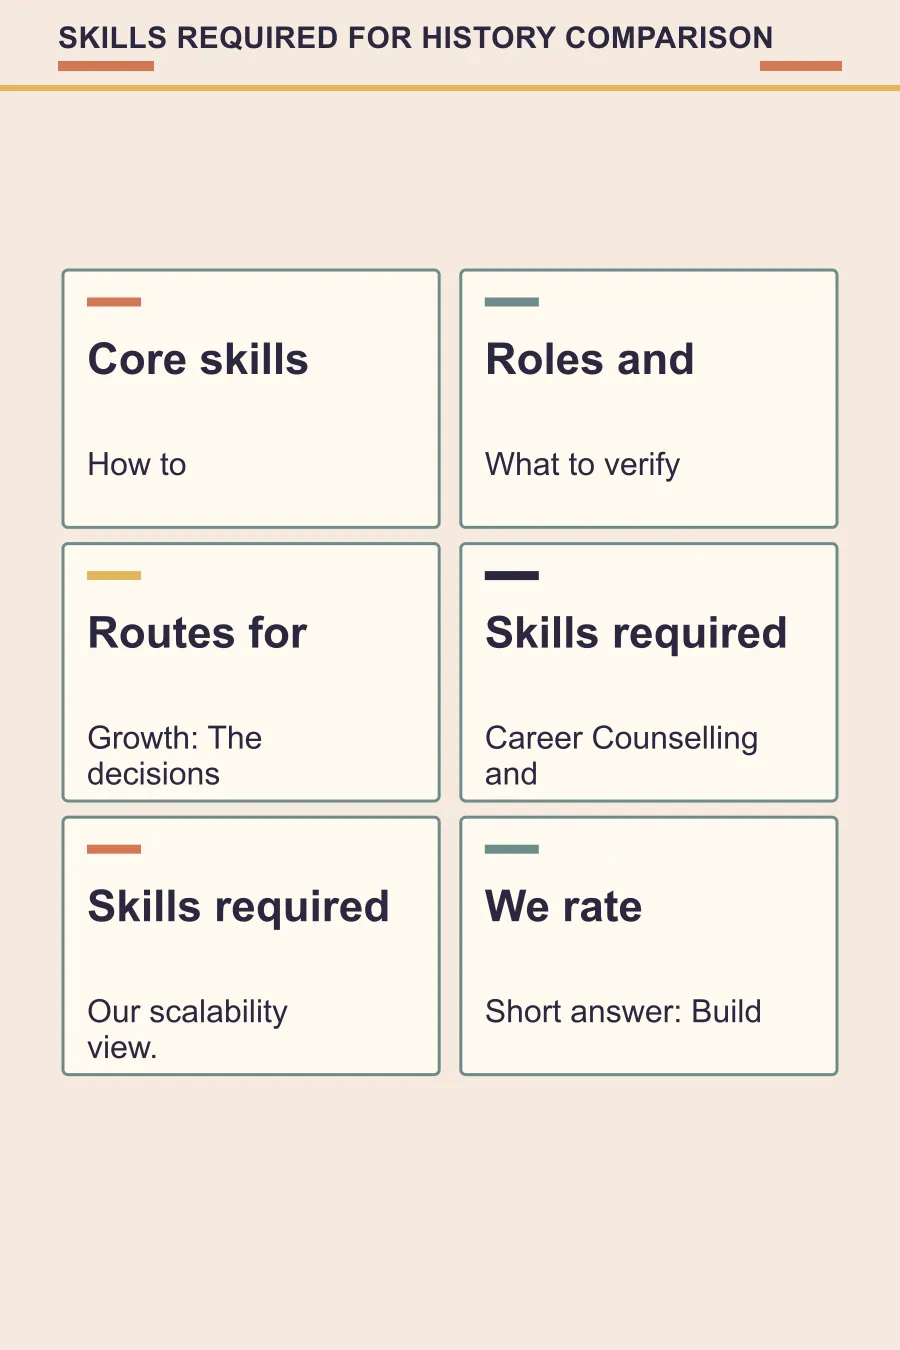 SKILLS REQUIRED FOR HISTORY COMPARISON
Core skills
How to
Roles and
What to verify
Routes for
Growth: The
decisions
Skills required
Career Counselling
and
Skills required
Our scalability
view.
We rate
Short answer: Build